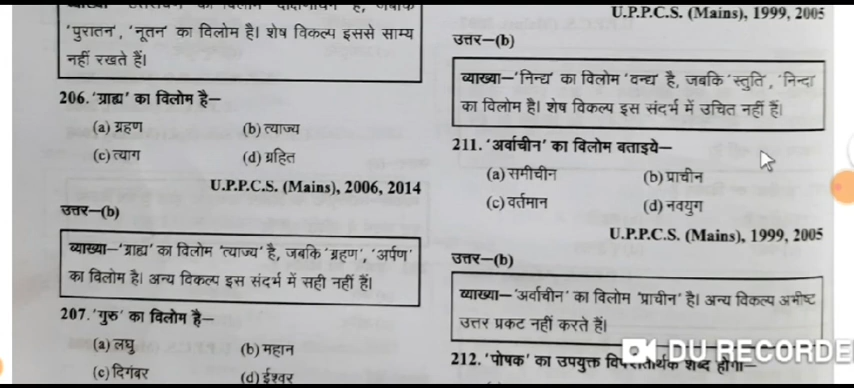 'पुरातन', 'नूतन' का विलोम है। शेष विकल्प इससे साम्य
नहीं रखते हैं।
206. 'ग्राह्य' का विलोम है—
(a) ग्रहण (b) त्याज्य
(c) त्याग (d) ग्रहित
U.P.P.C.S. (Mains), 2006, 2014
उत्तर—(b)
व्याख्या—'ग्राह्य' का विलोम 'त्याज्य' है, जबकि 'ग्रहण', 'अर्पण'
का विलोम है। अन्य विकल्प इस संदर्भ में सही नहीं हैं।
207. 'गुरु' का विलोम है—
(a) लघु (b) महान
(c) दिगंबर (d) ईश्वर
U.P.P.C.S. (Mains), 1999, 2005
उत्तर—(b)
व्याख्या—'निन्द्य' का विलोम 'वन्द्य' है, जबकि 'स्तुति', 'निन्दा'
का विलोम है। शेष विकल्प इस संदर्भ में उचित नहीं हैं।
211. 'अर्वाचीन' का विलोम बताइये—
(a) समीचीन (b) प्राचीन
(c) वर्तमान (d) नवयुग
U.P.P.C.S. (Mains), 1999, 2005
उत्तर—(b)
व्याख्या—'अर्वाचीन' का विलोम 'प्राचीन' है। अन्य विकल्प अभीष्ट
उत्तर प्रकट नहीं करते हैं।
212. 'पोषक' का उपयुक्त शब्द होगा—
DU RECORDE